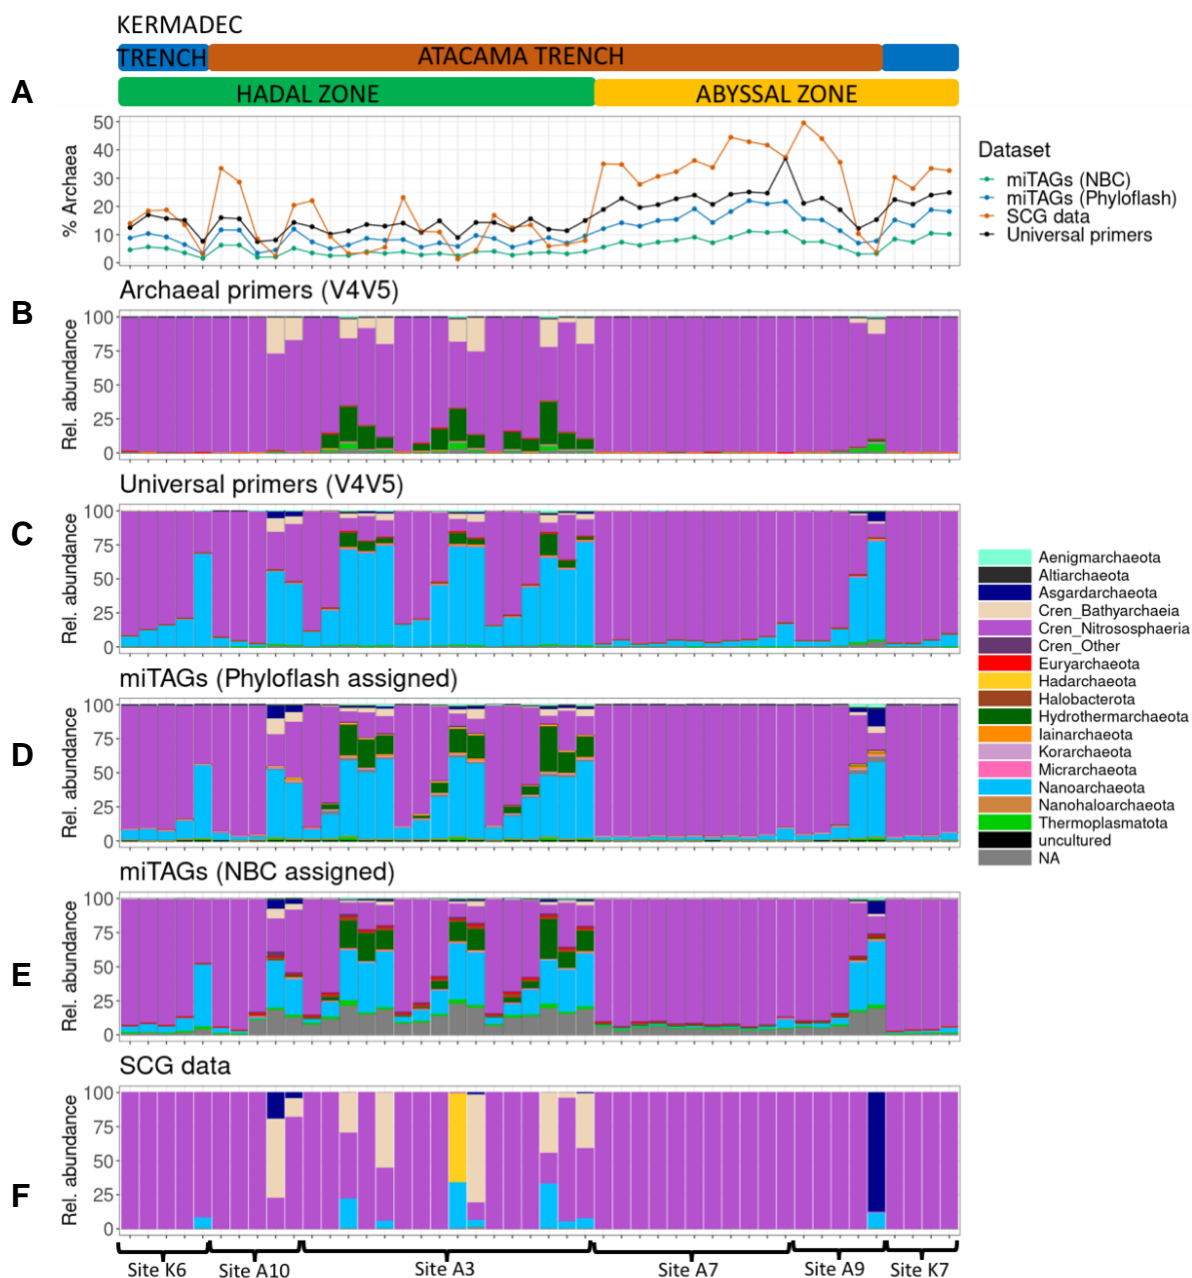 KERMADEC
TRENCH
ATACAMA TRENCH
A
HADAL ZONE
ABYSSAL ZONE
% Archaea
50
40
30
20
10
0
Dataset
miTAGs (NBC)
miTAGs (Phyloflash)
SCG data
Universal primers
B
Archaeal primers (V4V5)
Rel. abundance
100
75
50
25
0
C
Universal primers (V4V5)
Rel. abundance
100
75
50
25
0
D
miTAGs (Phyloflash assigned)
Rel. abundance
100
75
50
25
0
E
miTAGs (NBC assigned)
Rel. abundance
100
75
50
25
0
F
SCG data
Rel. abundance
100
75
50
25
0
Aenigmarchaeota
Altiarchaeota
Asgardarchaeota
Cren_Bathyarchaeia
Cren_Nitrososphaeria
Cren_Other
Euryarchaeota
Hadarchaeota
Halobacterota
Hydrothermarchaeota
Iainarchaeota
Korarchaeota
Micrarchaeota
Nanoarchaeota
Nanohaloarchaeota
Thermoplasmatota
uncultured
NA
Site K6
Site A10
Site A3
Site A7
Site A9
Site K7